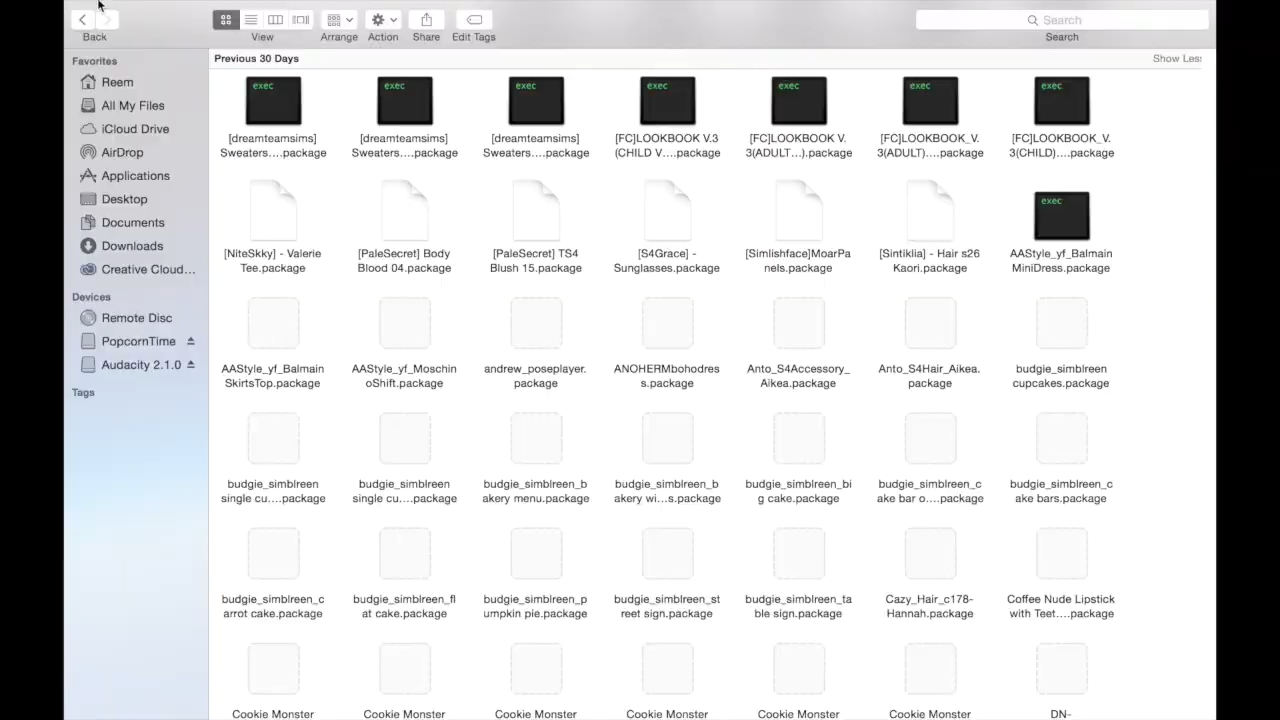 Back
View
Arrange
Action
Share
Edit Tags
Search
Search
Favorites
Reem
All My Files
iCloud Drive
AirDrop
Applications
Desktop
Documents
Downloads
Creative Cloud...
Devices
Remote Disc
PopcornTime
Audacity 2.1.0
Tags
Previous 30 Days
Show Less
exec exec exec exec exec exec exec
[dreamteamsims] [dreamteamsims] [dreamteamsims] [FC]LOOKBOOK V.3 [FC]LOOKBOOK V. [FC]LOOKBOOK_V. [FC]LOOKBOOK_V.
Sweaters....package Sweaters....package Sweaters....package (CHILD V....package 3(ADULT...).package 3(ADULT)....package 3(CHILD)....package
exec
[NiteSkky] - Valerie [PaleSecret] Body [PaleSecret] TS4 [S4Grace] - [Simlishface]MoarPa [Sintiklia] - Hair s26 AAStyle_yf_Balmain
Tee.package Blood 04.package Blush 15.package Sunglasses.package nels.package Kaori.package MiniDress.package
AAStyle_yf_Balmain AAStyle_yf_Moschin andrew_poseplayer. ANOHERMbohodres Anto_S4Accessory_ Anto_S4Hair_Aikea. budgie_simblreen
SkirtsTop.package oShift.package package s.package Aikea.package package cupcakes.package
budgie_simblreen budgie_simblreen budgie_simblreen_b budgie_simblreen_b budgie_simblreen_bi budgie_simblreen_c budgie_simblreen_c
single cu....package single cu....package akery menu.package akery wi...s.package g cake.package ake bar o....package ake bars.package
budgie_simblreen_c budgie_simblreen_fl budgie_simblreen_p budgie_simblreen_st budgie_simblreen_ta Cazy_Hair_c178- Coffee Nude Lipstick
arrot cake.package at cake.package umpkin pie.package reet sign.package ble sign.package Hannah.package with Teet....package
Cookie Monster Cookie Monster Cookie Monster Cookie Monster Cookie Monster Cookie Monster DN-